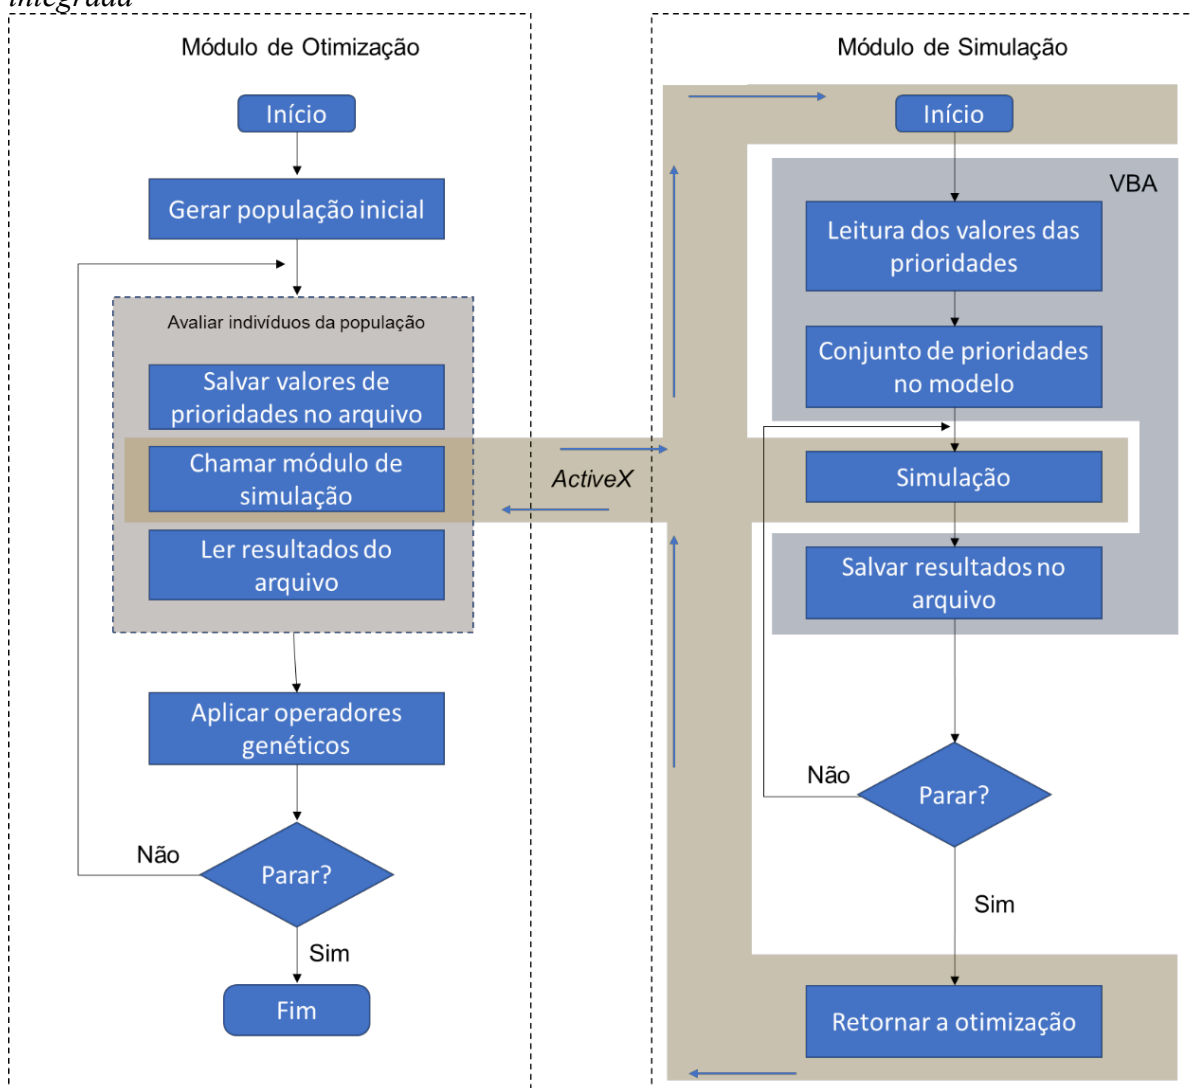 integrada
Módulo de Otimização
Início
Gerar população inicial
Avaliar indivíduos da população
Salvar valores de
prioridades no arquivo
Chamar módulo de
simulação
Ler resultados do
arquivo
Aplicar operadores
genéticos
Não
Parar?
Sim
Fim
ActiveX
Módulo de Simulação
Início
VBA
Leitura dos valores das
prioridades
Conjunto de prioridades
no modelo
Simulação
Salvar resultados no
arquivo
Não
Parar?
Sim
Retornar a otimização